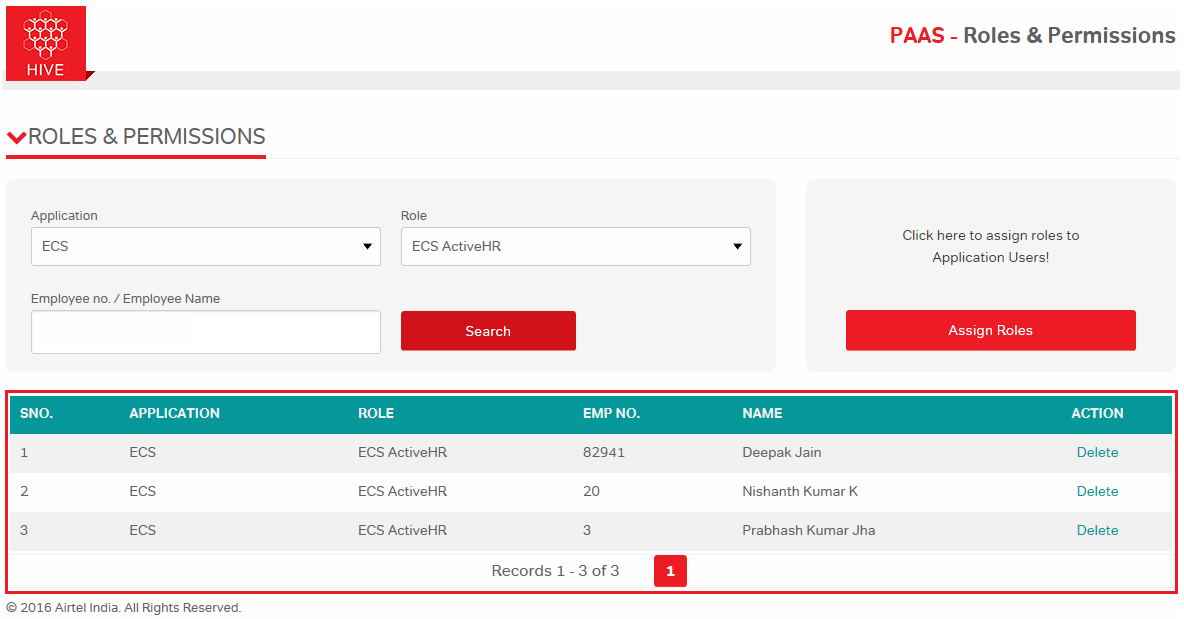 HIVE
PAAS - Roles & Permissions
ROLES & PERMISSIONS
Application
Role
ECS
ECS ActiveHR
Employee no. / Employee Name
Search
Click here to assign roles to
Application Users!
Assign Roles
SNO. APPLICATION ROLE EMP NO. NAME ACTION
1 ECS ECS ActiveHR 82941 Deepak Jain Delete
2 ECS ECS ActiveHR 20 Nishanth Kumar K Delete
3 ECS ECS ActiveHR 3 Prabhash Kumar Jha Delete
Records 1 - 3 of 3 1
© 2016 Airtel India. All Rights Reserved.